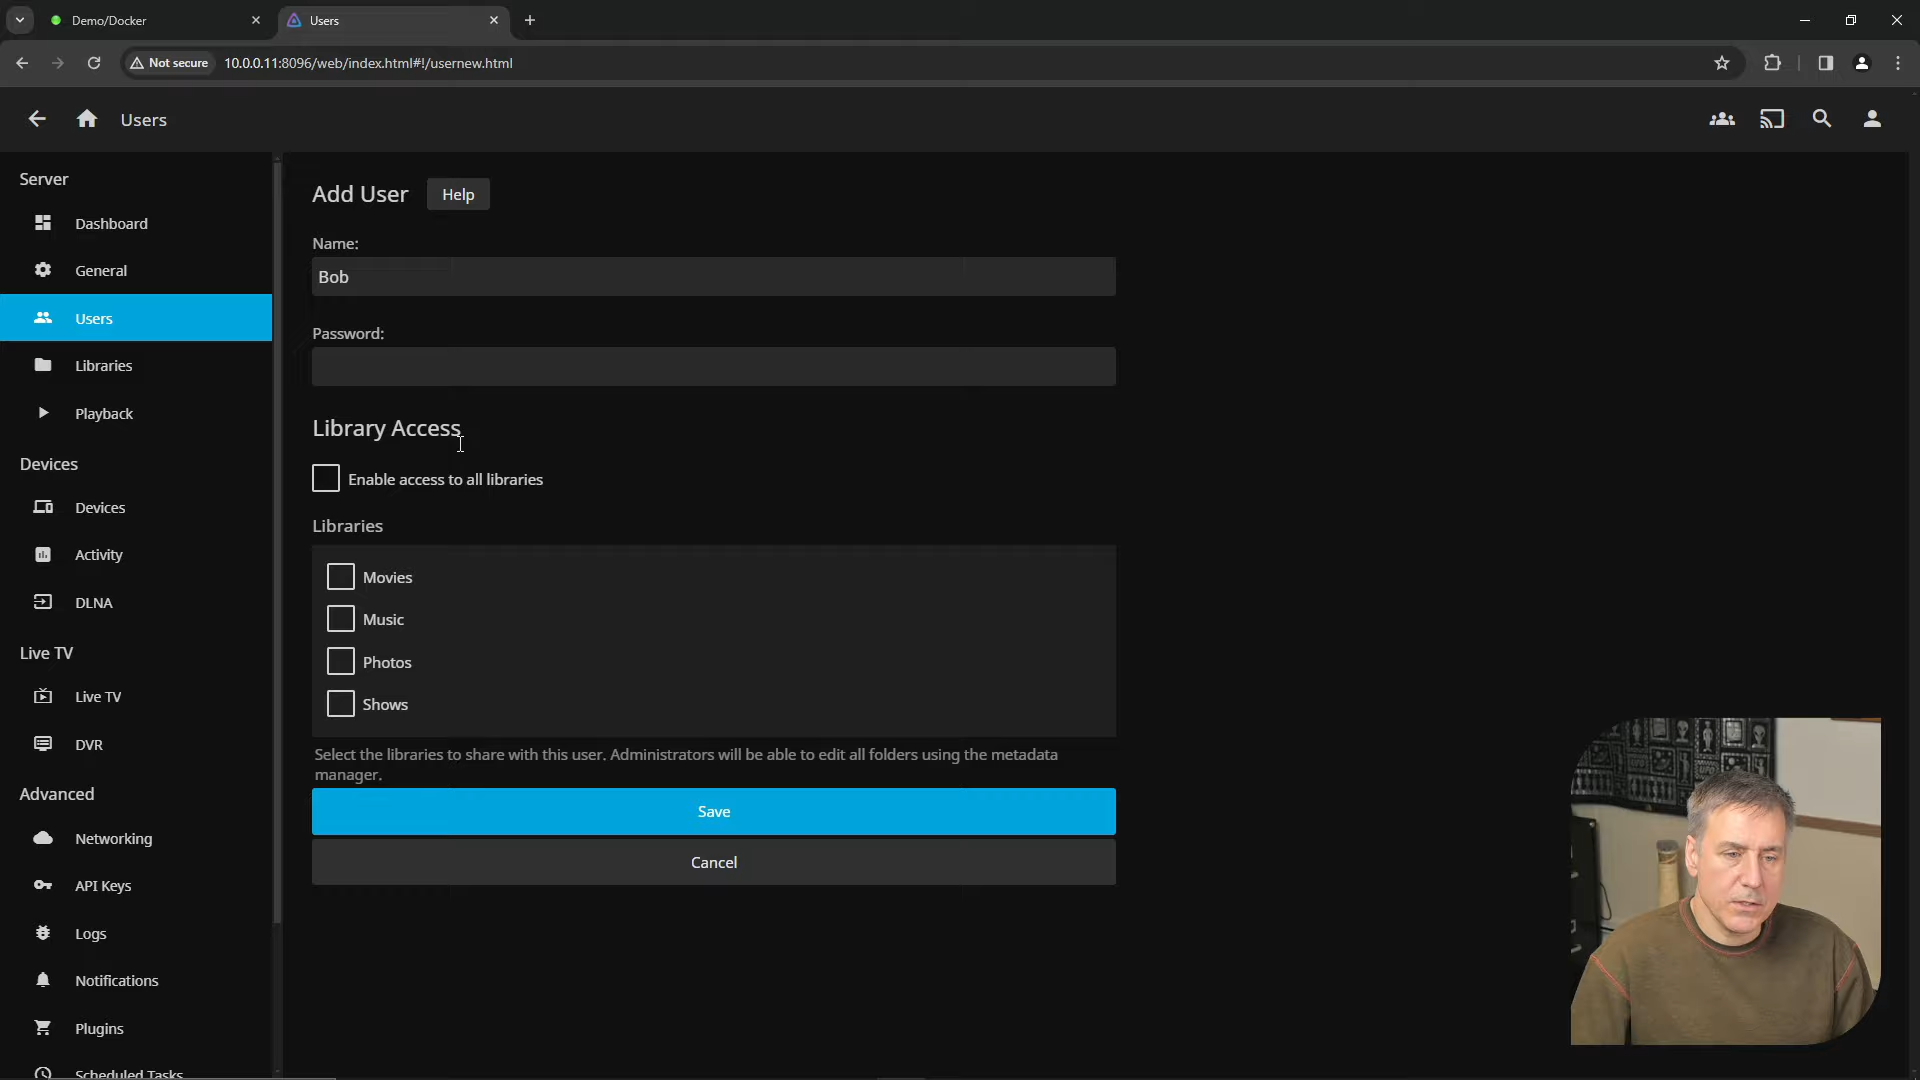 Demo/Docker
Users
Not secure
10.0.0.11:8096/web/index.html#!/usernew.html
Users
Server
Dashboard
General
Users
Libraries
Playback
Devices
Devices
Activity
DLNA
Live TV
Live TV
DVR
Advanced
Networking
API Keys
Logs
Notifications
Plugins
Scheduled Tasks
Add User
Help
Name:
Bob
Password:
Library Access
Enable access to all libraries
Libraries
Movies
Music
Photos
Shows
Select the libraries to share with this user. Administrators will be able to edit all folders using the metadata
manager.
Save
Cancel